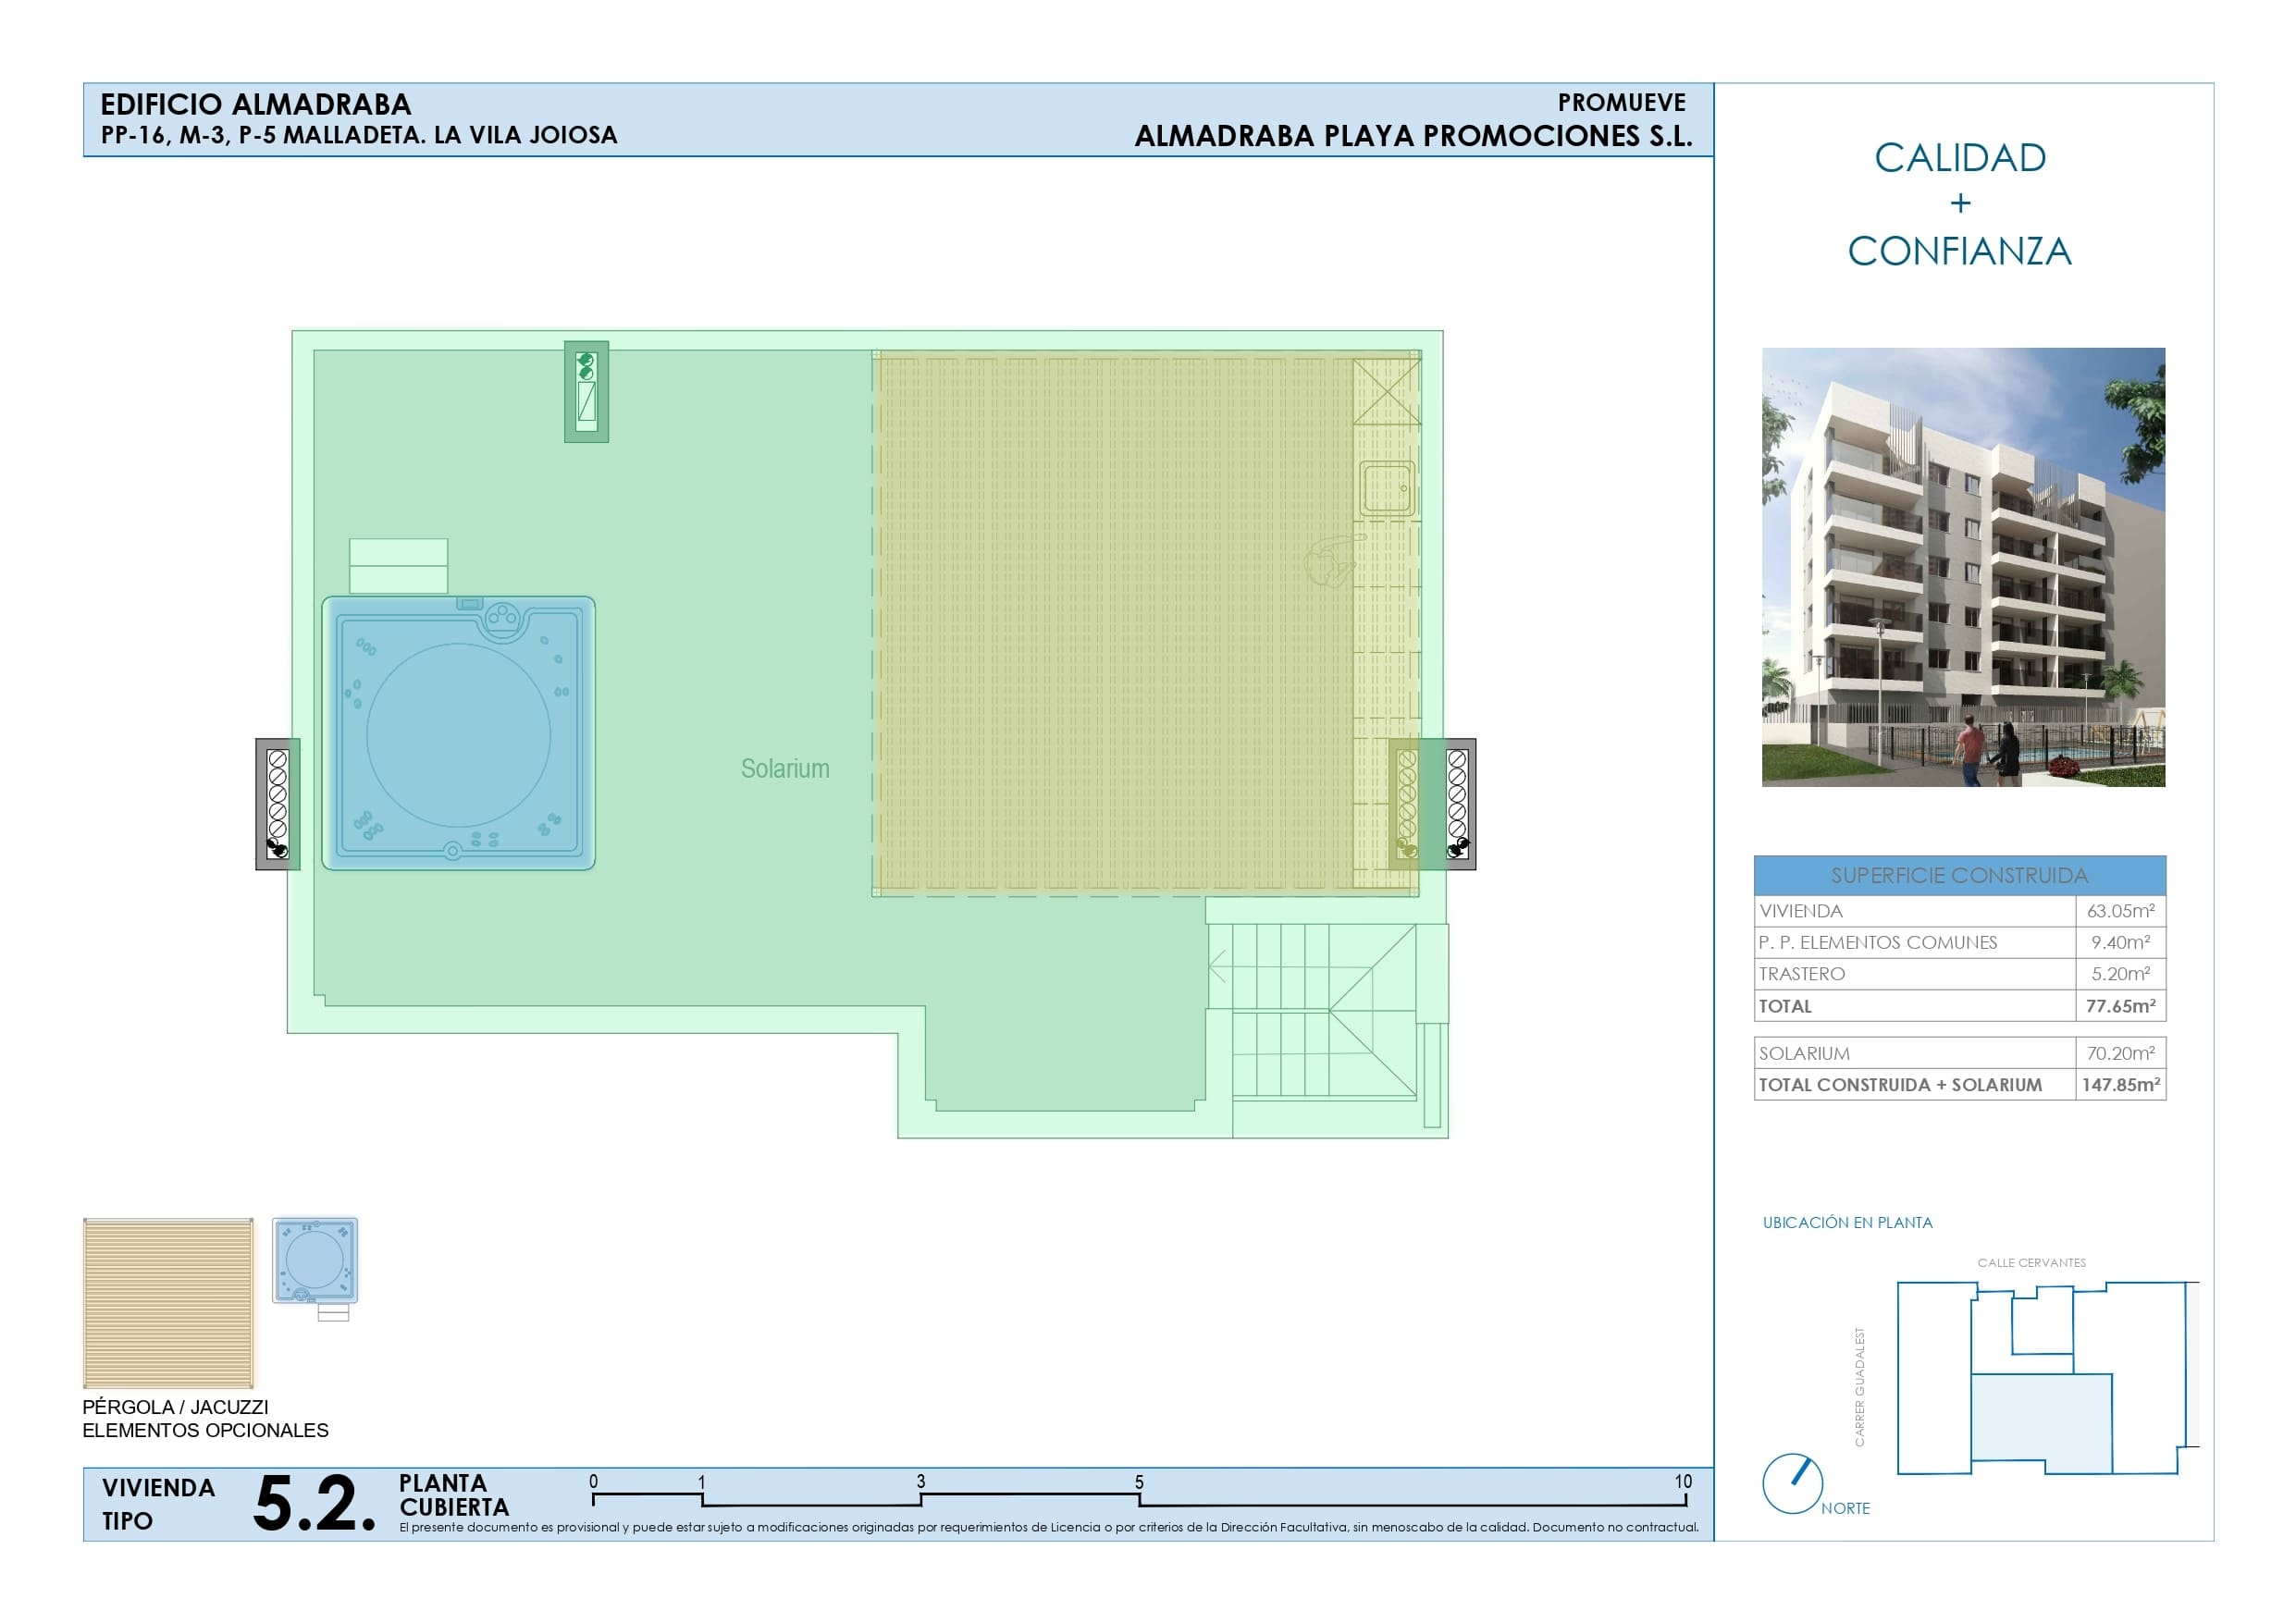 EDIFICIO ALMADRABA
PP-16, M-3, P-5 MALLADETA. LA VILA JOIOSA
PROMUEVE
ALMADRABA PLAYA PROMOCIONES S.L.
CALIDAD
+
CONFIANZA
Solarium
SUPERFICIE CONSTRUIDA
VIVIENDA 63.05m²
P. P. ELEMENTOS COMUNES 9.40m²
TRASTERO 5.20m²
TOTAL 77.65m²
SOLARIUM 70.20m²
TOTAL CONSTRUIDA + SOLARIUM 147.85m²
UBICACIÓN EN PLANTA
CALLE CERVANTES
CARRER GUADALEST
NORTE
PÉRGOLA / JACUZZI
ELEMENTOS OPCIONALES
VIVIENDA
TIPO
5.2.
PLANTA
CUBIERTA
0 1 3 5 10
El presente documento es provisional y puede estar sujeto a modificaciones originadas por requerimientos de Licencia o por criterios de la Dirección Facultativa, sin menoscabo de la calidad. Documento no contractual.